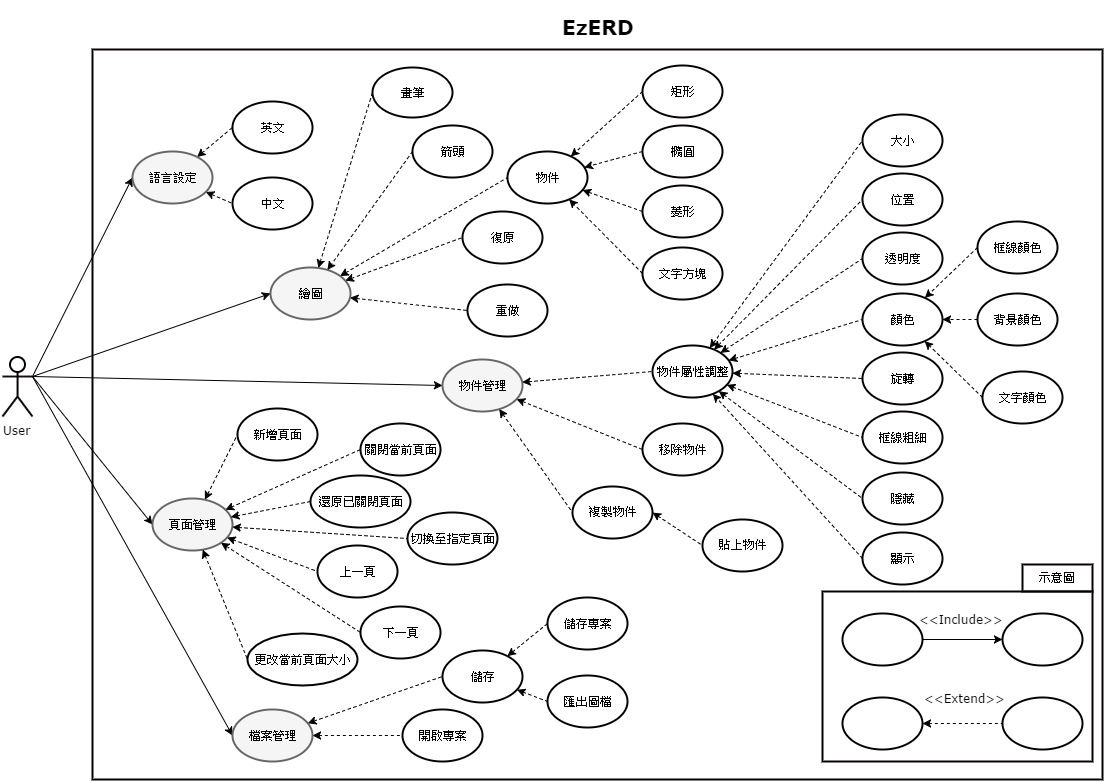 EzERD
畫筆
矩形
英文
大小
箭頭
橢圓
語言設定
物件
位置
中文
菱形
復原
框線顏色
透明度
文字方塊
繪圖
重做
顏色
背景顏色
物件屬性調整
旋轉
物件管理
文字顏色
User
新增頁面
框線粗細
關閉當前頁面
移除物件
還原已關閉頁面
隱藏
複製物件
頁面管理
切換至指定頁面
貼上物件
顯示
上一頁
示意圖
<<Include>>
儲存專案
下一頁
更改當前頁面大小
儲存
<<Extend>>
匯出圖檔
檔案管理
開啟專案